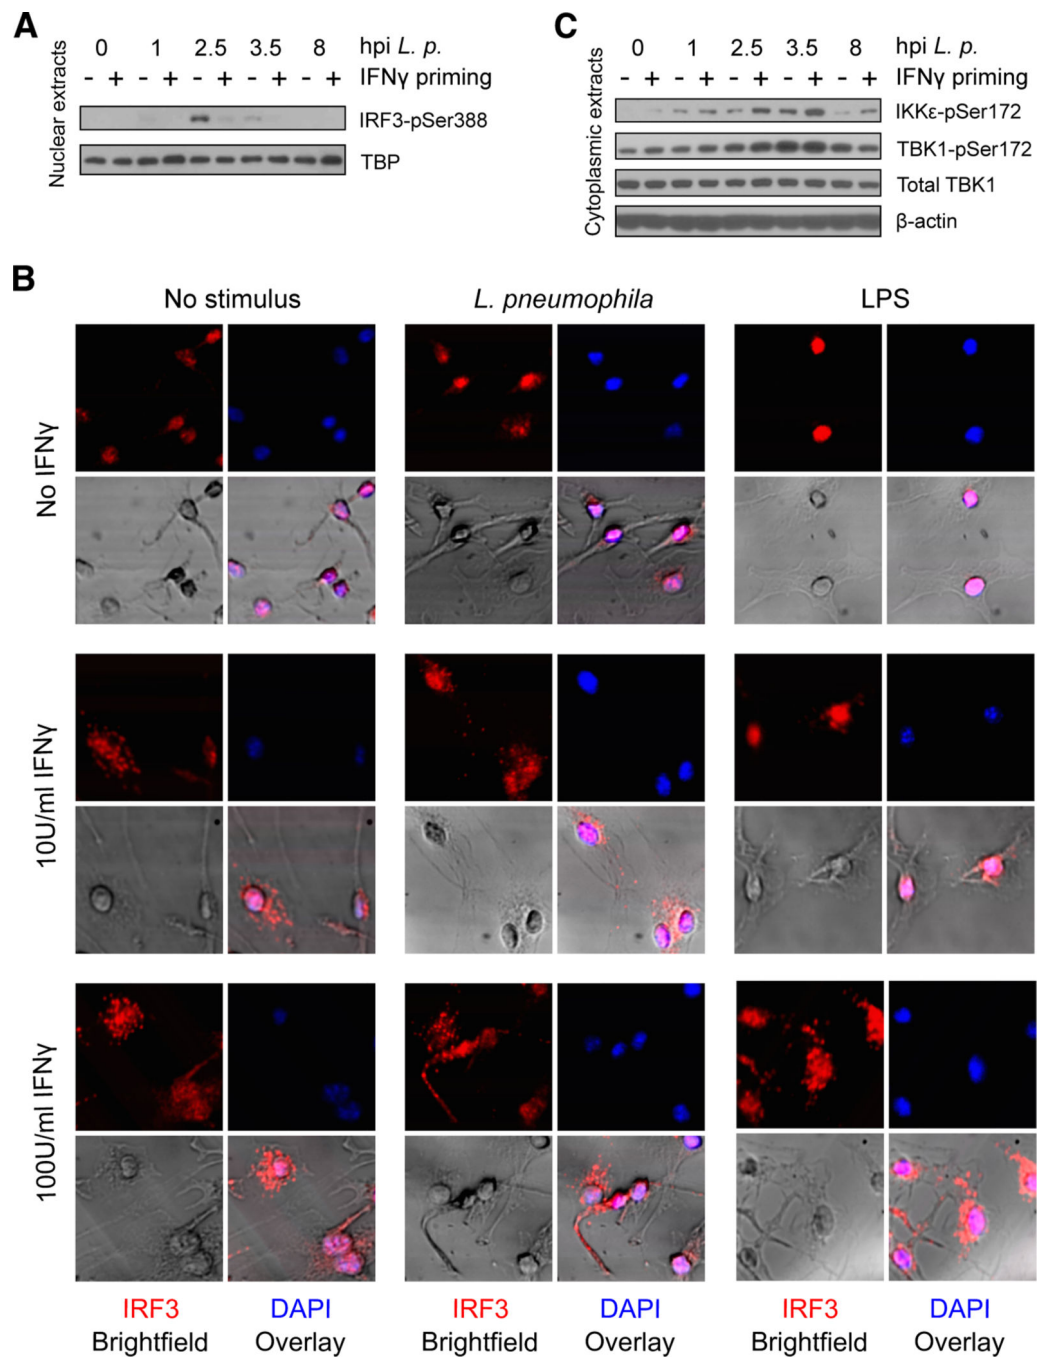 A
Nuclear extracts
0 1 2.5 3.5 8 hpi L. p.
- + - + - + - + - + IFNγ priming
IRF3-pSer388
TBP
C
Cytoplasmic extracts
0 1 2.5 3.5 8 hpi L. p.
- + - + - + - + - + IFNγ priming
IKKε-pSer172
TBK1-pSer172
Total TBK1
β-actin
B
No stimulus L. pneumophila LPS
No IFNγ
10U/ml IFNγ
100U/ml IFNγ
IRF3 DAPI IRF3 DAPI IRF3 DAPI
Brightfield Overlay Brightfield Overlay Brightfield Overlay